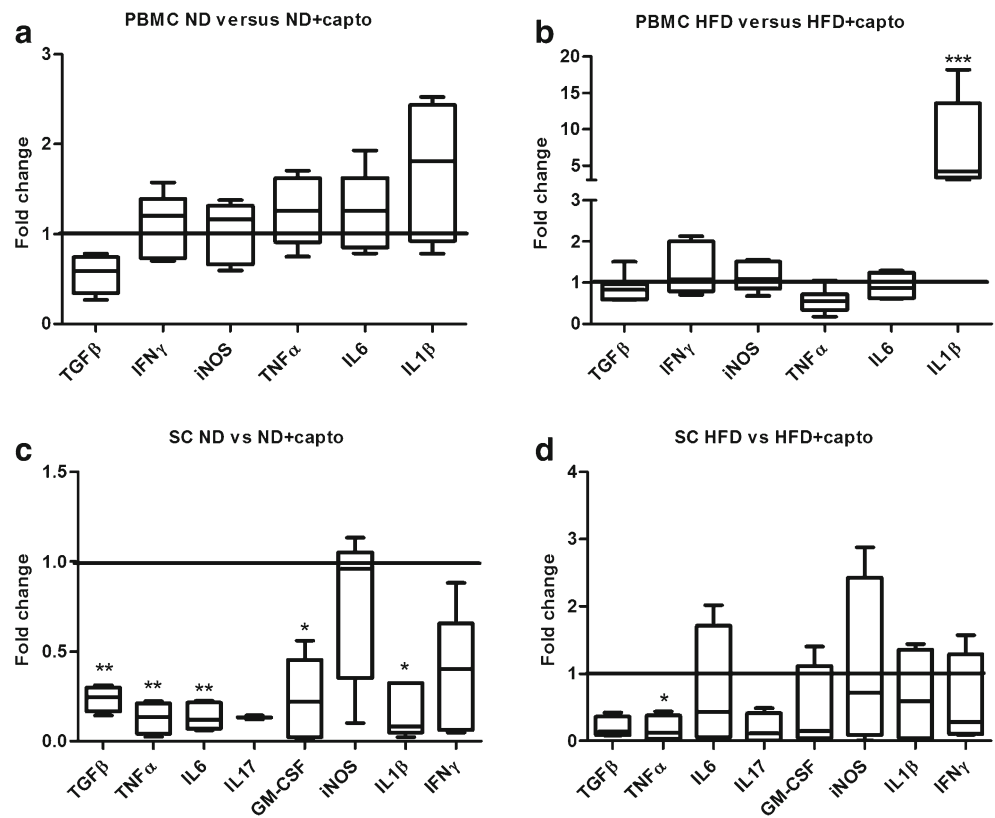 a
PBMC ND versus ND+capto
Fold change
3
2
1
0
TGFβ
IFNγ
iNOS
TNFα
IL6
IL1β
b
PBMC HFD versus HFD+capto
Fold change
20
15
10
5
3
2
1
0
***
TGFβ
IFNγ
iNOS
TNFα
IL6
IL1β
c
SC ND vs ND+capto
Fold change
1.5
1.0
0.5
0.0
**
**
**
*
*
TGFβ
TNFα
IL6
IL17
GM-CSF
iNOS
IL1β
IFNγ
d
SC HFD vs HFD+capto
Fold change
4
3
2
1
0
*
TGFβ
TNFα
IL6
IL17
GM-CSF
iNOS
IL1β
IFNγ